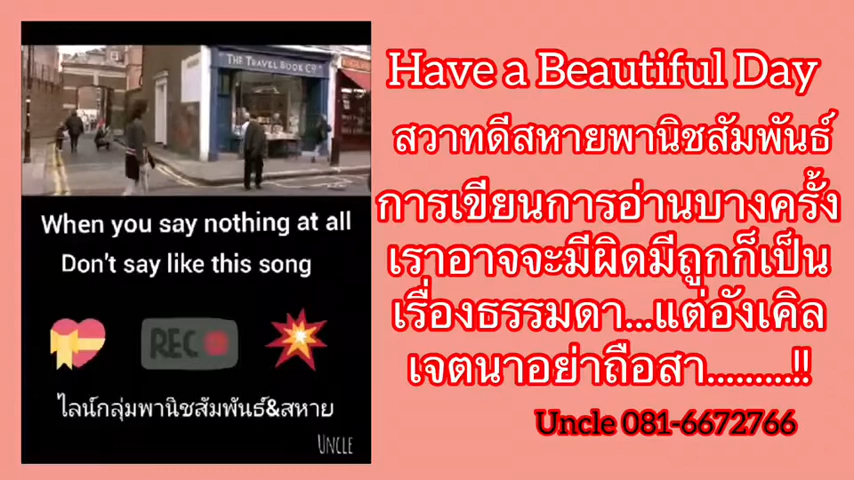 THE TRAVEL BOOK CO
When you say nothing at all
Don't say like this song
REC
ไลน์กลุ่มพานิชสัมพันธ์&สหาย
UNCLE
Have a Beautiful Day
สวาทดีสหายพานิชสัมพันธ์
การเขียนการอ่านบางครั้ง
เราอาจจะมีผิดมีถูกก็เป็น
เรื่องธรรมดา...แต่อังเคิล
เจตนาอย่าถือสา.........!!
Uncle 081-6672766